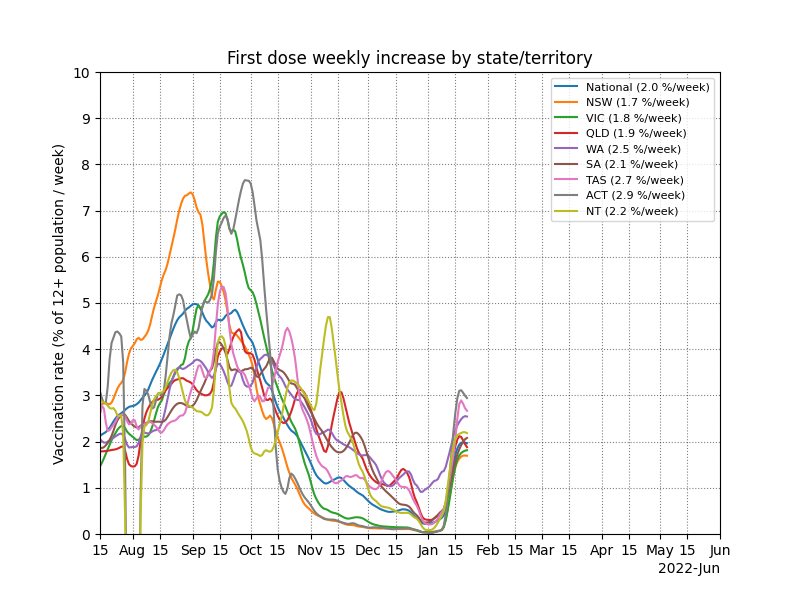 First dose weekly increase by state/territory
Vaccination rate (% of 12+ population / week)
10
9
8
7
6
5
4
3
2
1
0
National (2.0 %/week)
NSW (1.7 %/week)
VIC (1.8 %/week)
QLD (1.9 %/week)
WA (2.5 %/week)
SA (2.1 %/week)
TAS (2.7 %/week)
ACT (2.9 %/week)
NT (2.2 %/week)
15 Aug 15 Sep 15 Oct 15 Nov 15 Dec 15 Jan 15 Feb 15 Mar 15 Apr 15 May 15 Jun
2022-Jun